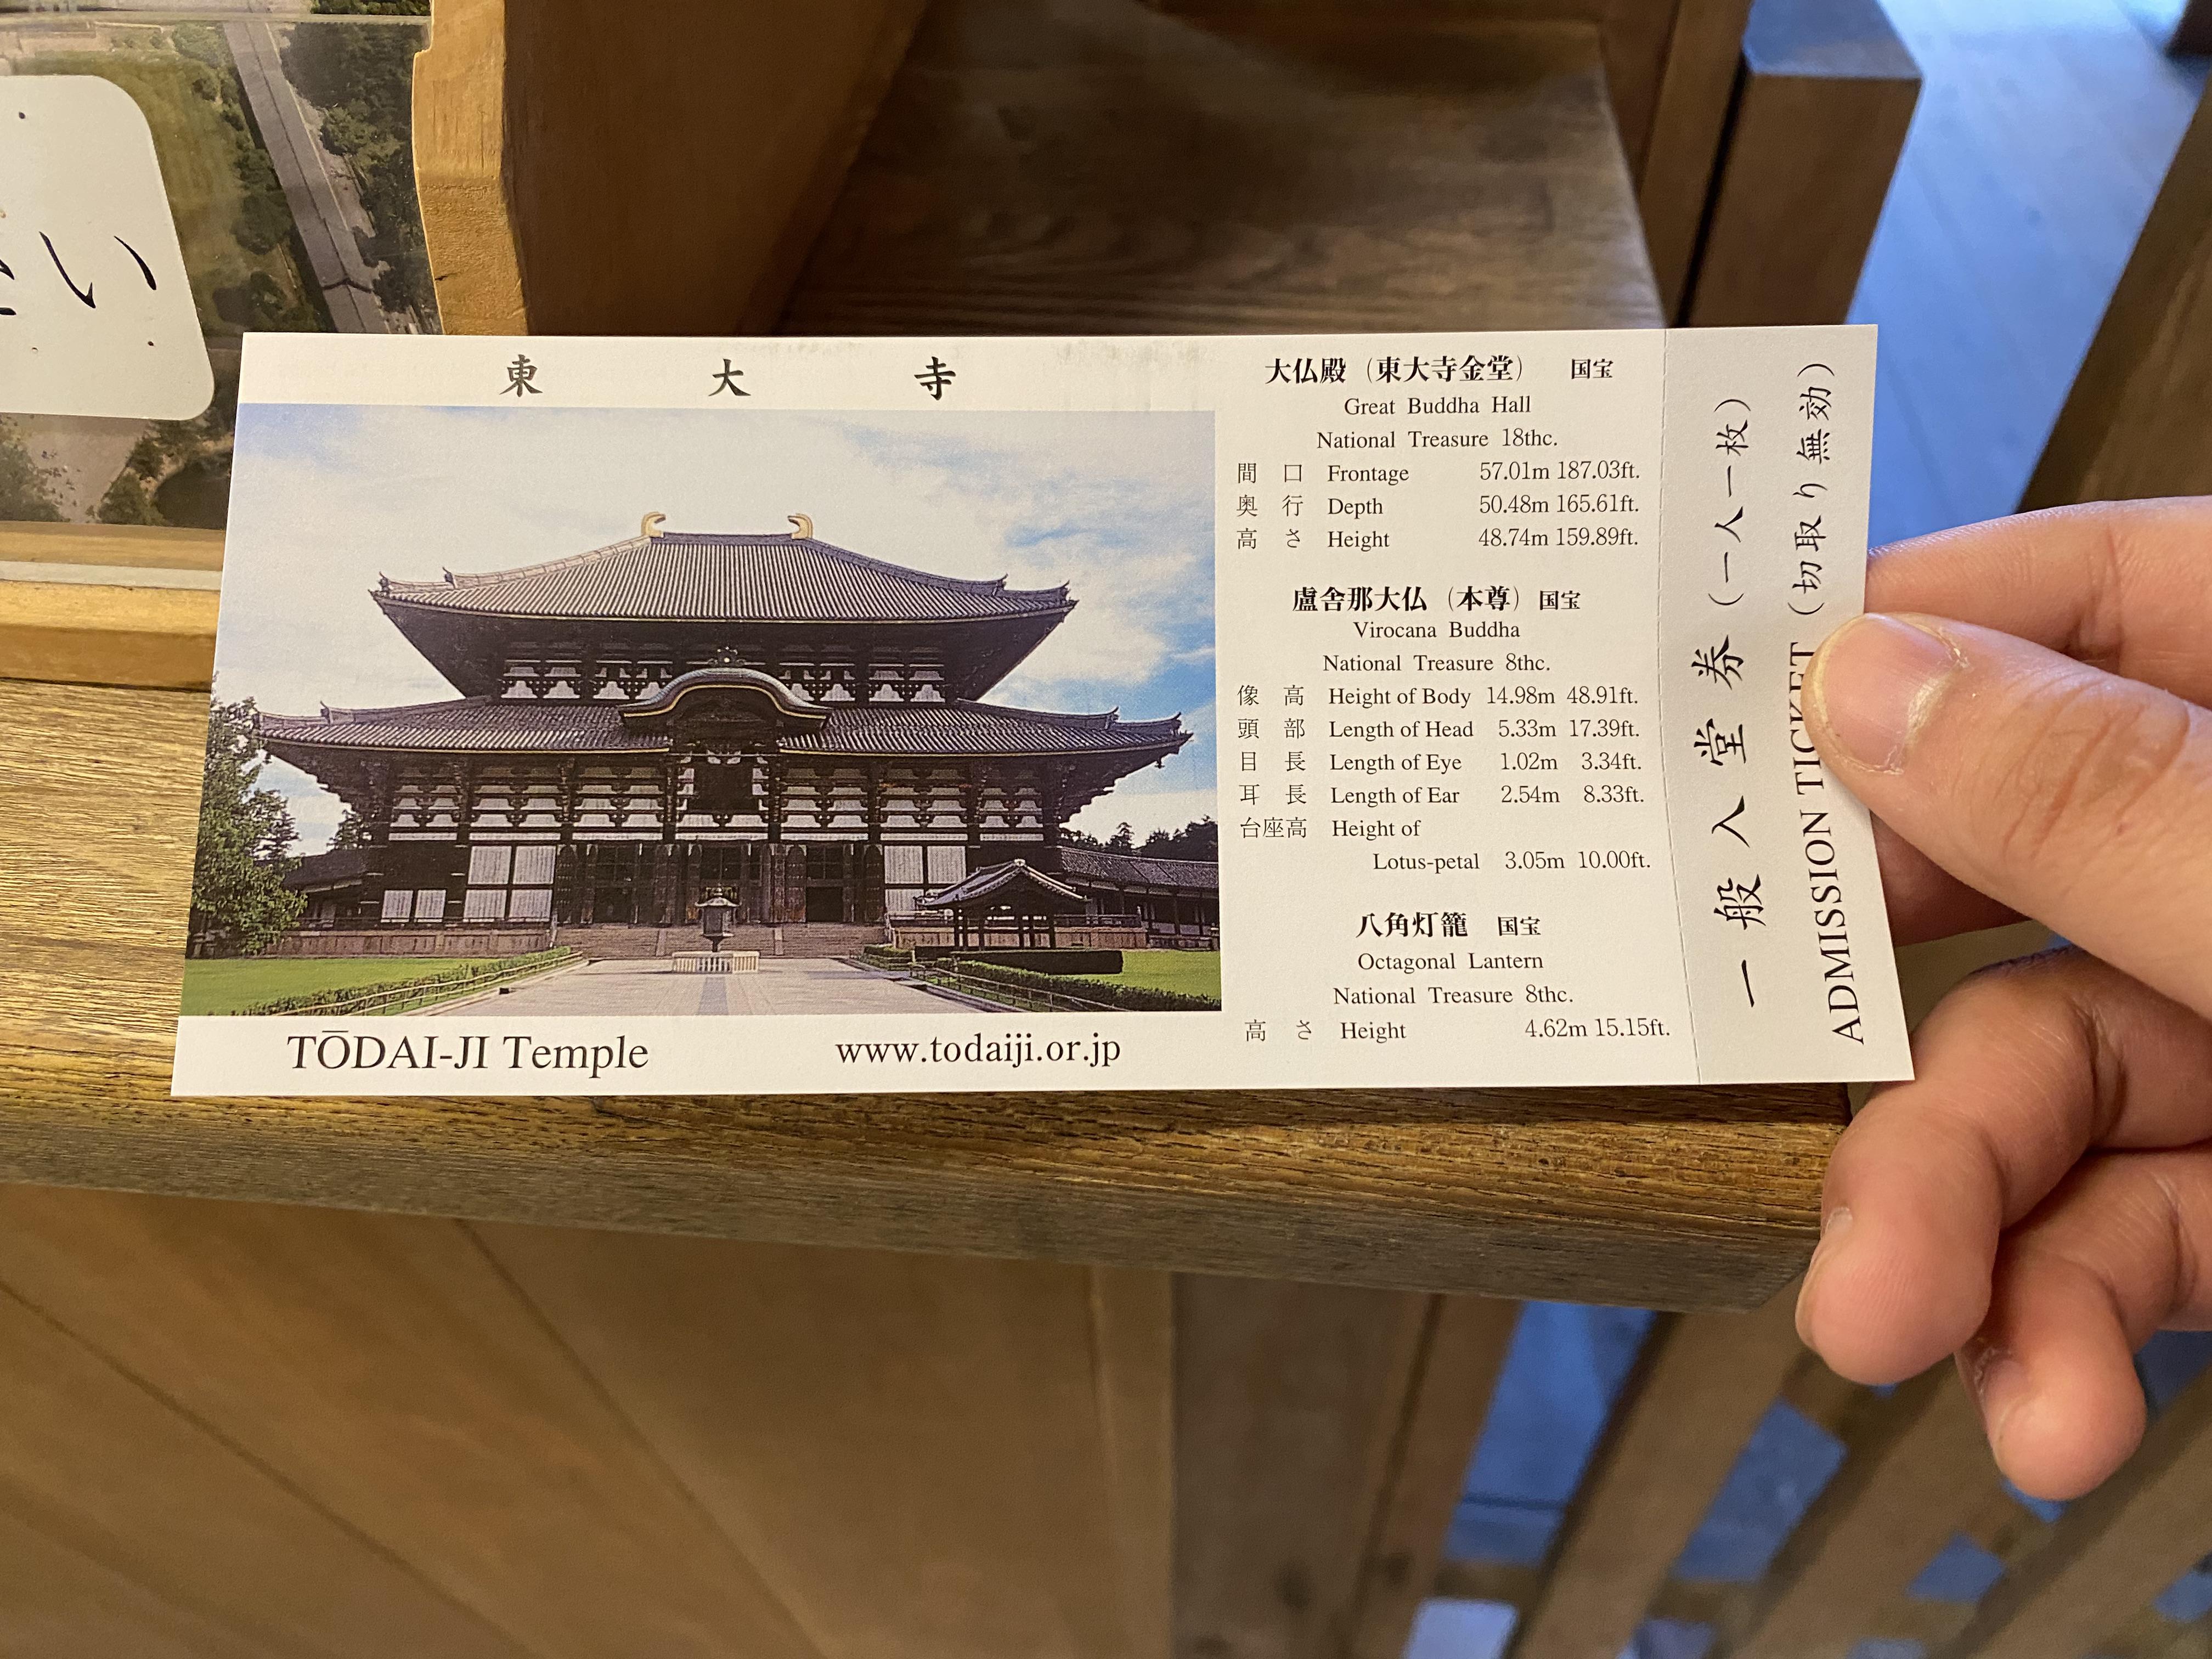 東大寺
TŌDAI-JI Temple www.todaiji.or.jp
大仏殿（東大寺金堂） 国宝
Great Buddha Hall
National Treasure 18thc.
間口 Frontage 57.01m 187.03ft.
奥行 Depth 50.48m 165.61ft.
高さ Height 48.74m 159.89ft.
盧舎那大仏（本尊） 国宝
Virocana Buddha
National Treasure 8thc.
像高 Height of Body 14.98m 48.91ft.
頭部 Length of Head 5.33m 17.39ft.
目長 Length of Eye 1.02m 3.34ft.
耳長 Length of Ear 2.54m 8.33ft.
台座高 Height of
Lotus-petal 3.05m 10.00ft.
八角灯籠 国宝
Octagonal Lantern
National Treasure 8thc.
高さ Height 4.62m 15.15ft.
一般入堂券（一人一枚）
ADMISSION TICKET（切取り無効）
い